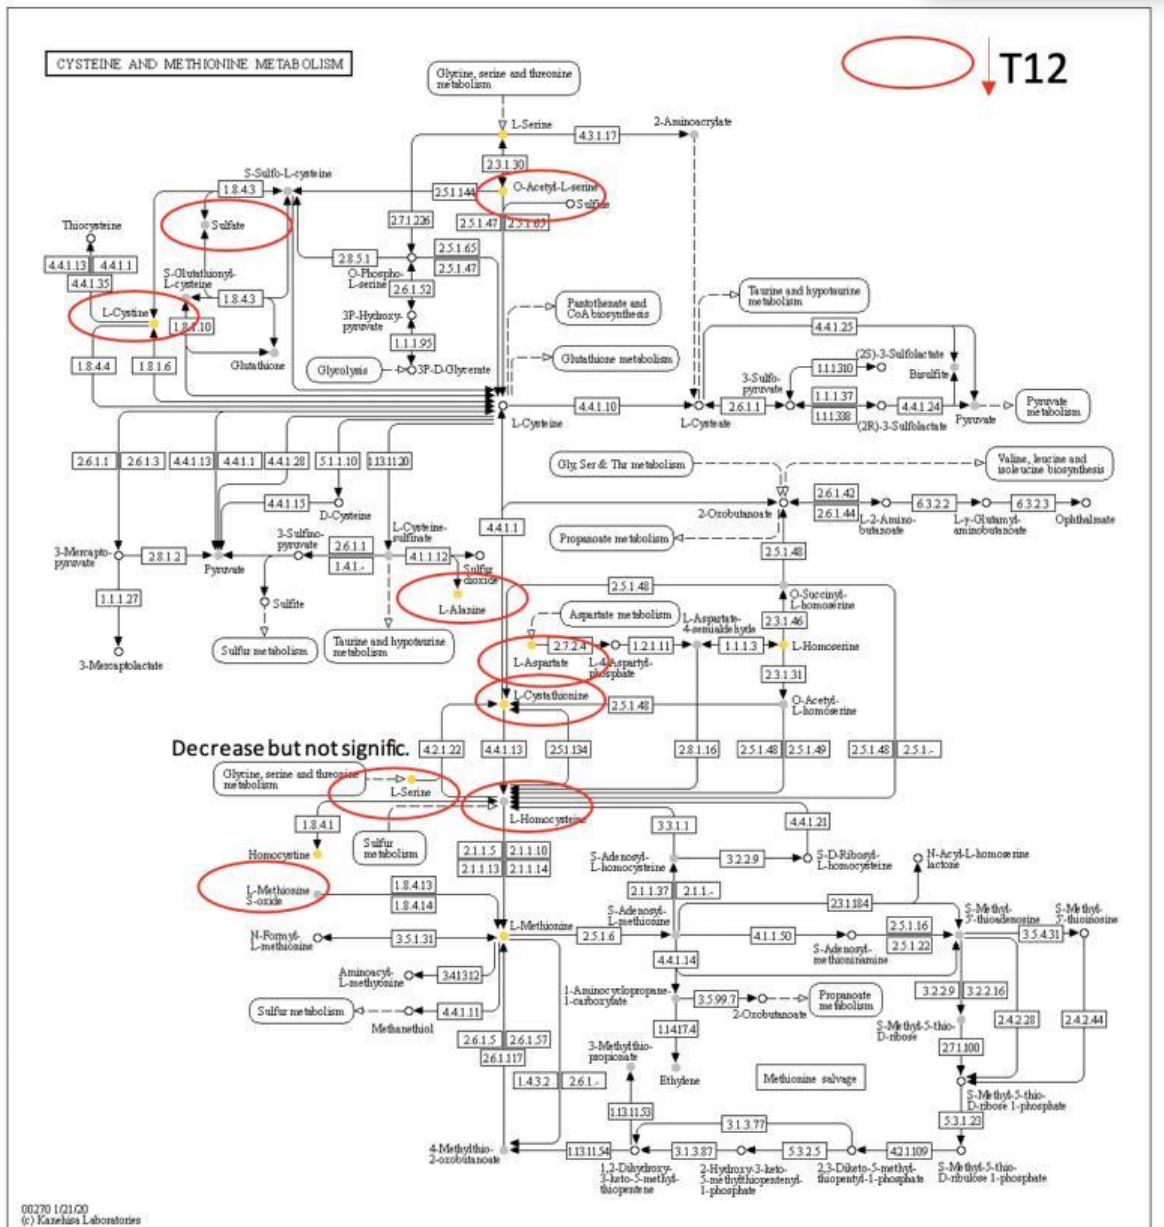 CYSTEINE AND METHIONINE METABOLISM
T12
Glycine, serine and threonine
metabolism
L-Serine
4.3.1.17
2-Aminoacrylate
2.3.1.30
S-Sulfo-L-cysteine
1.8.4.3
2.5.1.144
O-Acetyl-L-serine
Sulfide
Sulfate
2.7.1.226
2.5.1.47
2.5.1.65
Thiocysteine
4.4.1.13
4.4.1.1
4.4.1.35
2.8.5.1
2.5.1.65
2.5.1.47
O-Phospho-
L-serine
S-Glutathionyl-
L-cysteine
1.8.4.3
2.6.1.52
L-Cystine
1.8.1.10
3P-Hydroxy-
pyruvate
Pantothenate and
CoA biosynthesis
Taurine and hypotaurine
metabolism
4.4.1.25
1.1.1.95
Glutathione
1.8.4.4
1.8.1.6
Glycolysis
3P-D-Glycerate
Glutathione metabolism
(2S)-3-Sulfolactate
1.1.1.310
Bisulfite
3-Sulfo-
pyruvate
4.4.1.10
2.6.1.1
1.1.1.37
1.1.1.338
4.4.1.24
L-Cysteine
L-Cysteate
(2R)-3-Sulfolactate
Pyruvate
Pyruvate
metabolism
2.6.1.1
2.6.1.3
4.4.1.13
4.4.1.1
4.4.1.28
5.1.1.10
1.13.11.20
Gly, Ser & Thr metabolism
Valine, leucine and
isoleucine biosynthesis
4.4.1.15
D-Cysteine
2-Oxobutanoate
2.6.1.42
2.6.1.44
L-2-Amino-
butanoate
6.3.2.2
L-γ-Glutamyl-
aminobutanoate
6.3.2.3
Ophthalmate
4.4.1.1
Propanoate metabolism
3-Mercapto-
pyruvate
2.8.1.2
Pyruvate
3-Sulfino-
pyruvate
2.6.1.1
1.4.1.-
L-Cysteine-
sulfinate
4.1.1.12
Sulfur
dioxide
2.5.1.48
1.1.1.27
Sulfite
L-Alanine
2.5.1.48
O-Succinyl-
L-homoserine
Sulfur metabolism
Taurine and hypotaurine
metabolism
Aspartate metabolism
L-Aspartate-
4-semialdehyde
2.3.1.46
3-Mercaptolactate
2.7.2.4
1.2.1.11
1.1.1.3
L-Homoserine
L-Aspartate
L-4-Aspartyl-
phosphate
2.3.1.31
L-Cystathionine
2.5.1.48
O-Acetyl-
L-homoserine
Decrease but not signific.
4.2.1.22
4.4.1.13
2.5.1.134
2.8.1.16
2.5.1.48
2.5.1.49
2.5.1.48
2.5.1.-
Glycine, serine and threonine
metabolism
L-Serine
L-Homocysteine
1.8.4.1
Sulfur
metabolism
3.3.1.1
4.4.1.21
Homocystine
2.1.1.5
2.1.1.10
2.1.1.13
2.1.1.14
S-Adenosyl-
L-homocysteine
3.2.2.9
S-D-Ribosyl-
L-homocysteine
N-Acyl-L-homoserine
lactone
L-Methionine
S-oxide
1.8.4.13
1.8.4.14
2.1.1.37
2.1.1.-
2.3.1.184
S-Adenosyl-
L-methionine
S-Methyl-
5'-thioadenosine
S-Methyl-
5'-thioinosine
L-Methionine
N-Formyl-
L-methionine
3.5.1.31
2.5.1.6
4.1.1.50
S-Adenosyl-
methioninamine
2.5.1.16
2.5.1.22
3.5.4.31
4.4.1.14
Aminoacyl-
L-methionine
3.4.13.12
1-Aminocyclopropane-
1-carboxylate
3.5.99.7
2-Oxobutanoate
Propanoate
metabolism
3.2.2.9
3.2.2.16
Sulfur metabolism
Methanethiol
4.4.1.11
S-Methyl-5-thio-
D-ribose
2.4.2.28
2.4.2.44
2.6.1.5
2.6.1.57
2.6.1.117
1.14.17.4
2.7.1.100
3-Methylthio-
propionate
Ethylene
Methionine salvage
1.4.3.2
2.6.1.-
S-Methyl-5-thio-
D-ribose 1-phosphate
1.13.11.53
3.1.3.77
5.3.1.23
4-Methylthio-
2-oxobutanoate
1.13.11.54
3.1.3.87
5.3.2.5
4.2.1.109
1,2-Dihydroxy-
3-keto-5-methyl-
thiopentene
2-Hydroxy-3-keto-
5-methylthiopentenyl-
1-phosphate
2,3-Diketo-5-methyl-
thiopentyl-1-phosphate
S-Methyl-5-thio-
D-ribulose 1-phosphate
00270 1/21/20
(c) Kanehisa Laboratories